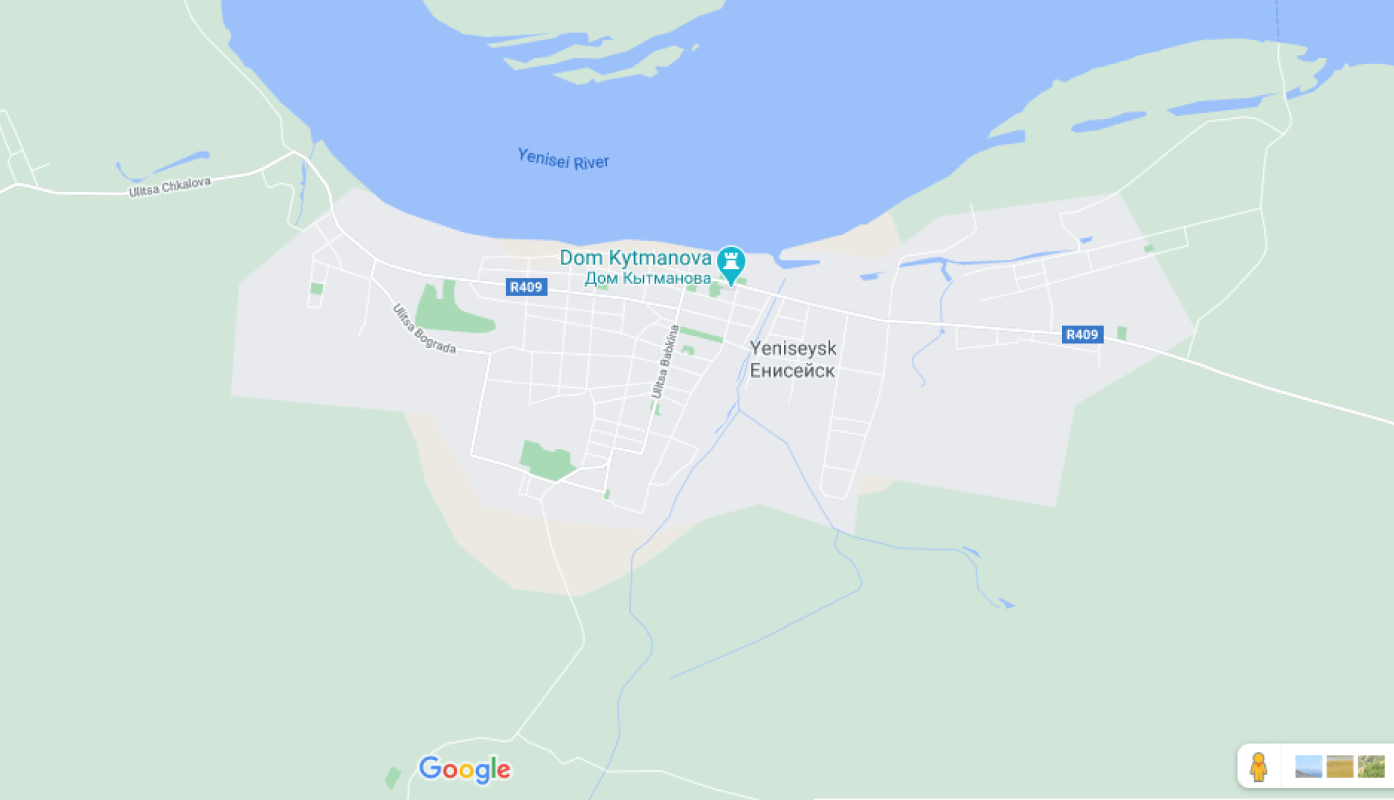 Yenisei River
Ulitsa Chkalova
Dom Kytmanova
Дом Кытманова
R409
Ulitsa Bograda
Ulitsa Babkina
R409
Yeniseysk
Енисейск
Google